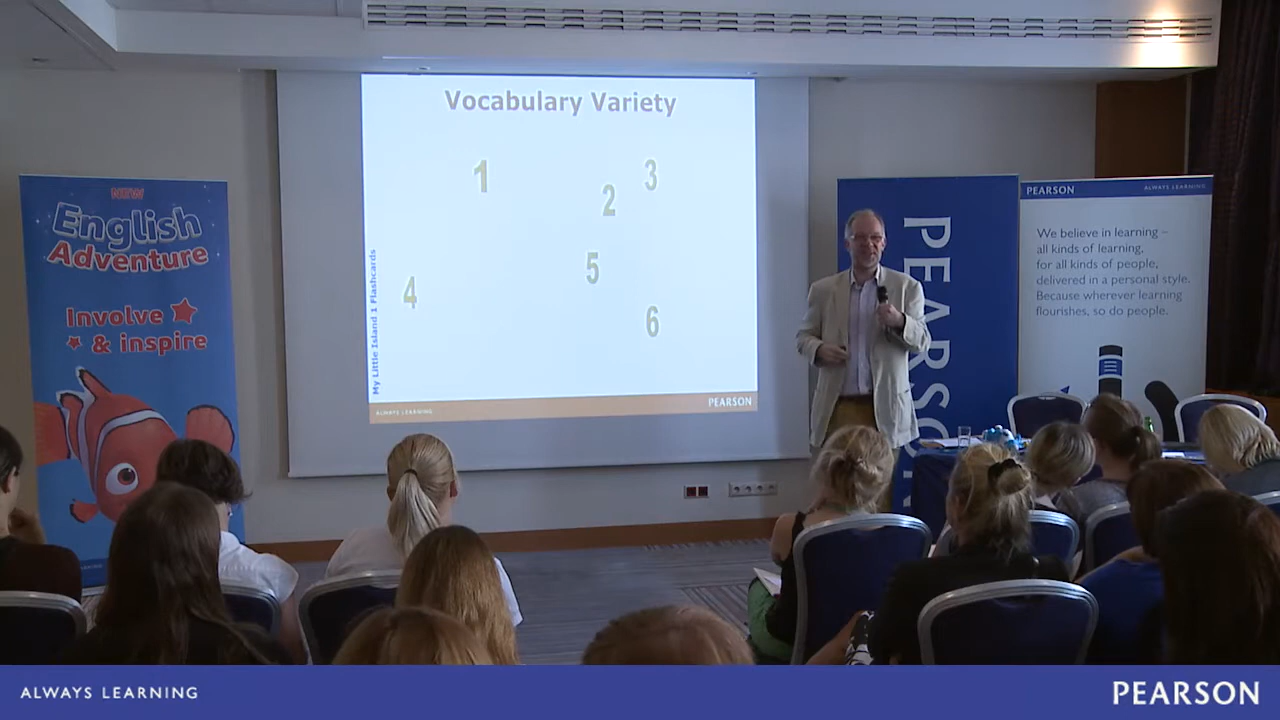 Vocabulary Variety
1
3
2
5
4
6
My Little Island 1 Flashcards
ALWAYS LEARNING
PEARSON
NEW
English
Adventure
Involve
& inspire
PEARSON
PEARSON
ALWAYS LEARNING
We believe in learning –
all kinds of learning,
for all kinds of people,
delivered in a personal style.
Because wherever learning
flourishes, so do people.
ALWAYS LEARNING
PEARSON